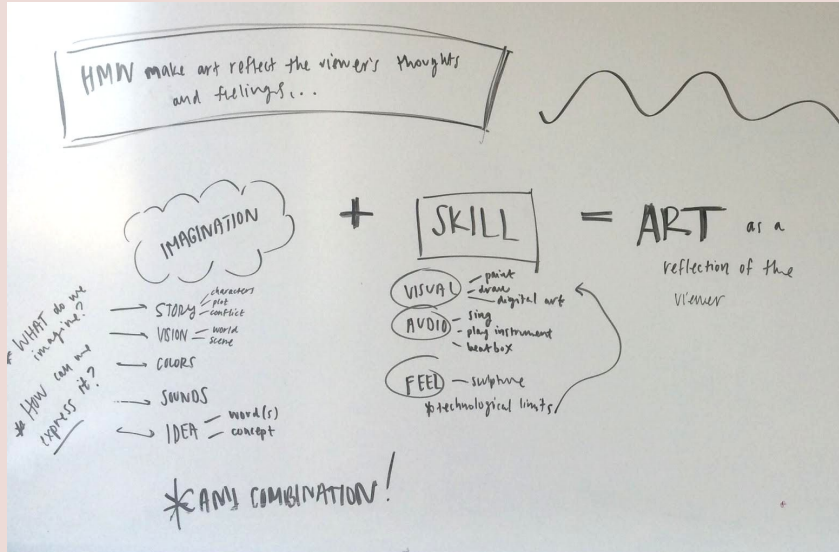 HMW make art reflect the viewer's thoughts
and feelings...
IMAGINATION
+
SKILL
=
ART as a
reflection of the
viewer
* WHAT do we
imagine?
* HOW can we
express it?
STORY
characters
plot
conflict
VISION
world
scene
COLORS
SOUNDS
IDEA
word(s)
concept
VISUAL
paint
draw
digital art
AUDIO
sing
play instrument
beatbox
FEEL
sculpture
*technological limits
*ANY COMBINATION!